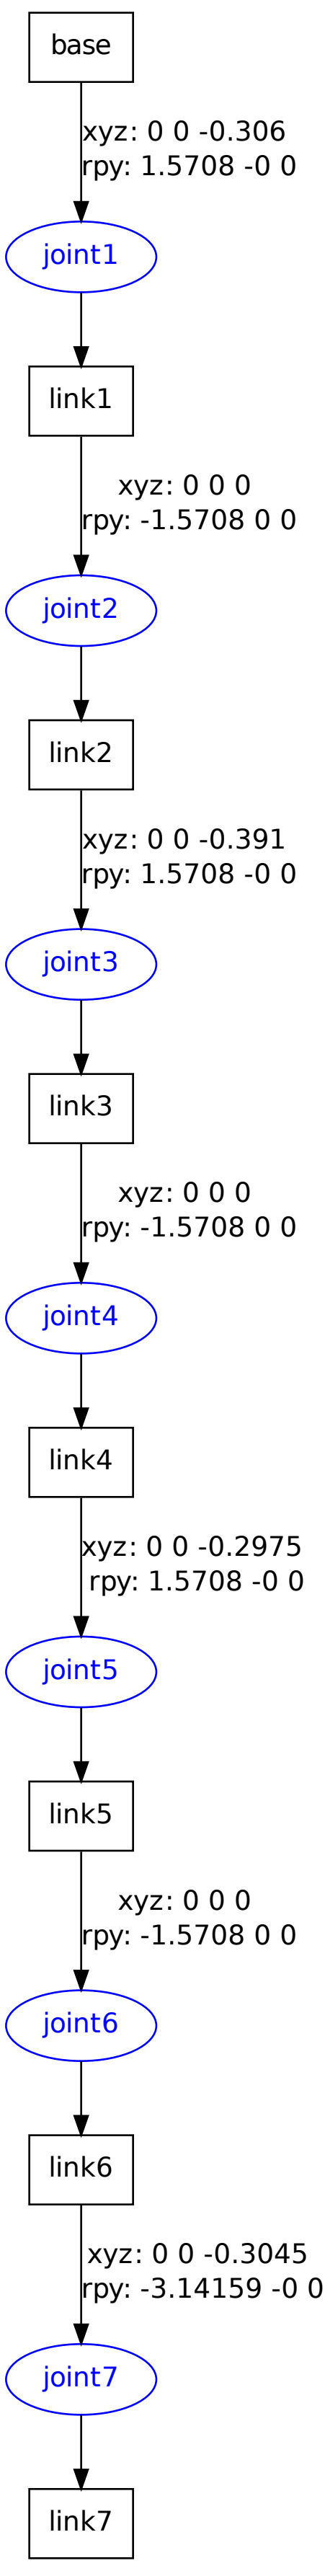 base
xyz: 0 0 -0.306
rpy: 1.5708 -0 0
joint1
link1
xyz: 0 0 0
rpy: -1.5708 0 0
joint2
link2
xyz: 0 0 -0.391
rpy: 1.5708 -0 0
joint3
link3
xyz: 0 0 0
rpy: -1.5708 0 0
joint4
link4
xyz: 0 0 -0.2975
rpy: 1.5708 -0 0
joint5
link5
xyz: 0 0 0
rpy: -1.5708 0 0
joint6
link6
xyz: 0 0 -0.3045
rpy: -3.14159 -0 0
joint7
link7